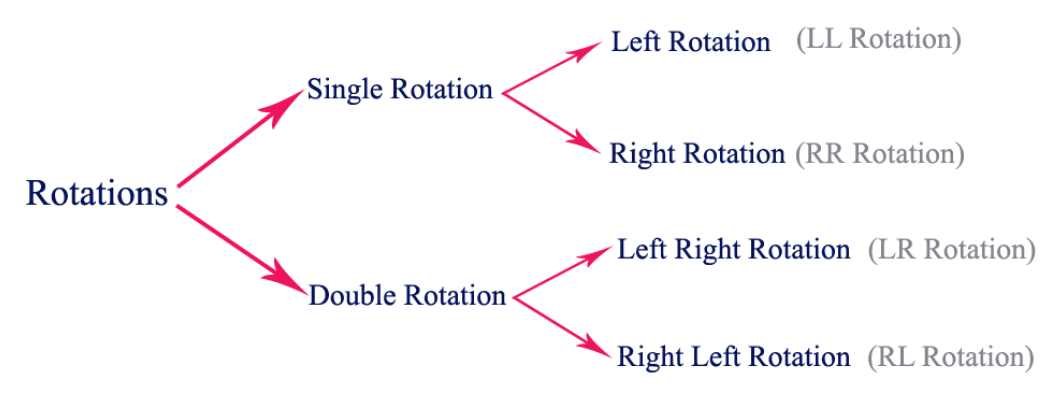 Left Rotation (LL Rotation)
Single Rotation
Right Rotation (RR Rotation)
Rotations
Left Right Rotation (LR Rotation)
Double Rotation
Right Left Rotation (RL Rotation)